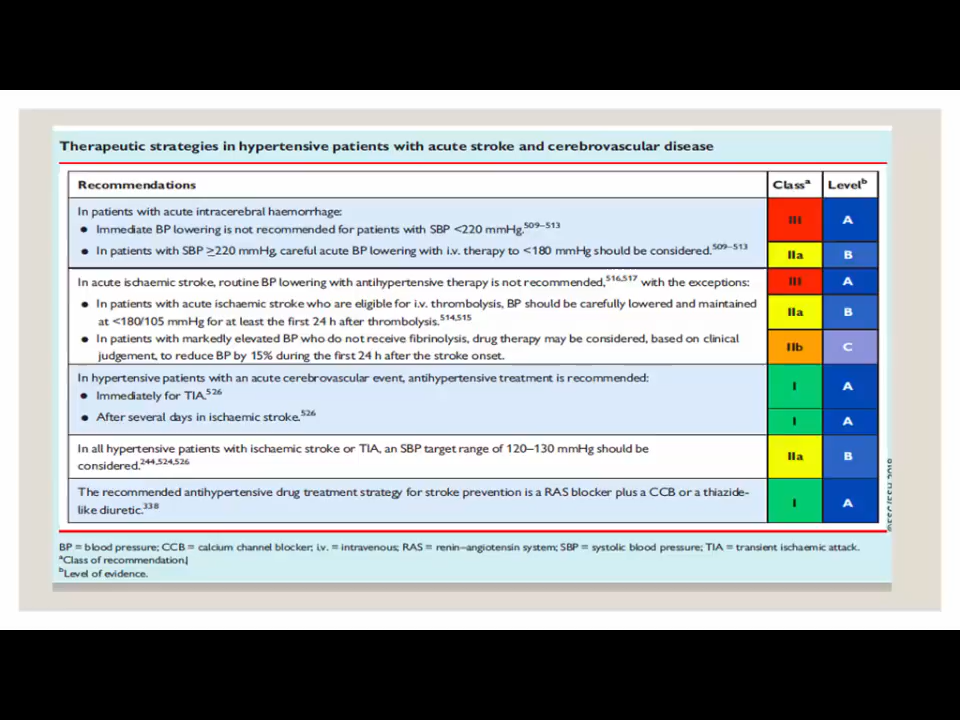 Therapeutic strategies in hypertensive patients with acute stroke and cerebrovascular disease
Recommendations Classᵃ Levelᵇ
In patients with acute intracerebral haemorrhage:
● Immediate BP lowering is not recommended for patients with SBP <220 mmHg.509–513 III A
● In patients with SBP ≥220 mmHg, careful acute BP lowering with i.v. therapy to <180 mmHg should be considered.509–513 IIa B
In acute ischaemic stroke, routine BP lowering with antihypertensive therapy is not recommended,516,517 with the exceptions: III A
● In patients with acute ischaemic stroke who are eligible for i.v. thrombolysis, BP should be carefully lowered and maintained
at <180/105 mmHg for at least the first 24 h after thrombolysis.514,515 IIa B
● In patients with markedly elevated BP who do not receive fibrinolysis, drug therapy may be considered, based on clinical
judgement, to reduce BP by 15% during the first 24 h after the stroke onset. IIb C
In hypertensive patients with an acute cerebrovascular event, antihypertensive treatment is recommended:
● Immediately for TIA.526 I A
● After several days in ischaemic stroke.526 I A
In all hypertensive patients with ischaemic stroke or TIA, an SBP target range of 120–130 mmHg should be
considered.244,524,526 IIa B
The recommended antihypertensive drug treatment strategy for stroke prevention is a RAS blocker plus a CCB or a thiazide-
like diuretic.338 I A
©ESC/ESH 2018
BP = blood pressure; CCB = calcium channel blocker; i.v. = intravenous; RAS = renin–angiotensin system; SBP = systolic blood pressure; TIA = transient ischaemic attack.
ᵃClass of recommendation.
ᵇLevel of evidence.